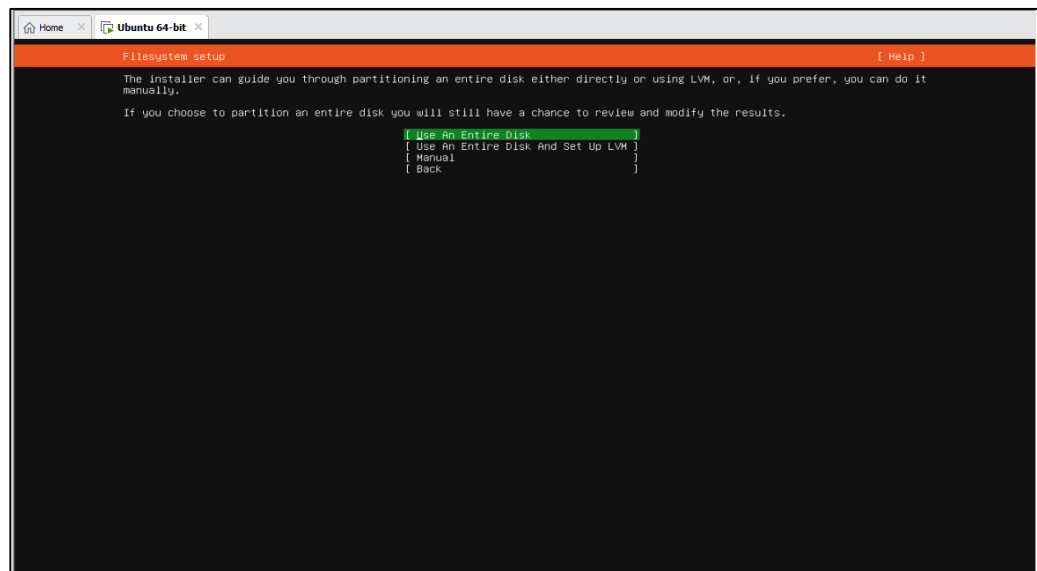 Home
Ubuntu 64-bit
Filesystem setup [ Help ]
The installer can guide you through partitioning an entire disk either directly or using LVM, or, if you prefer, you can do it
manually.
If you choose to partition an entire disk you will still have a chance to review and modify the results.
[ Use An Entire Disk ]
[ Use An Entire Disk And Set Up LVM ]
[ Manual ]
[ Back ]